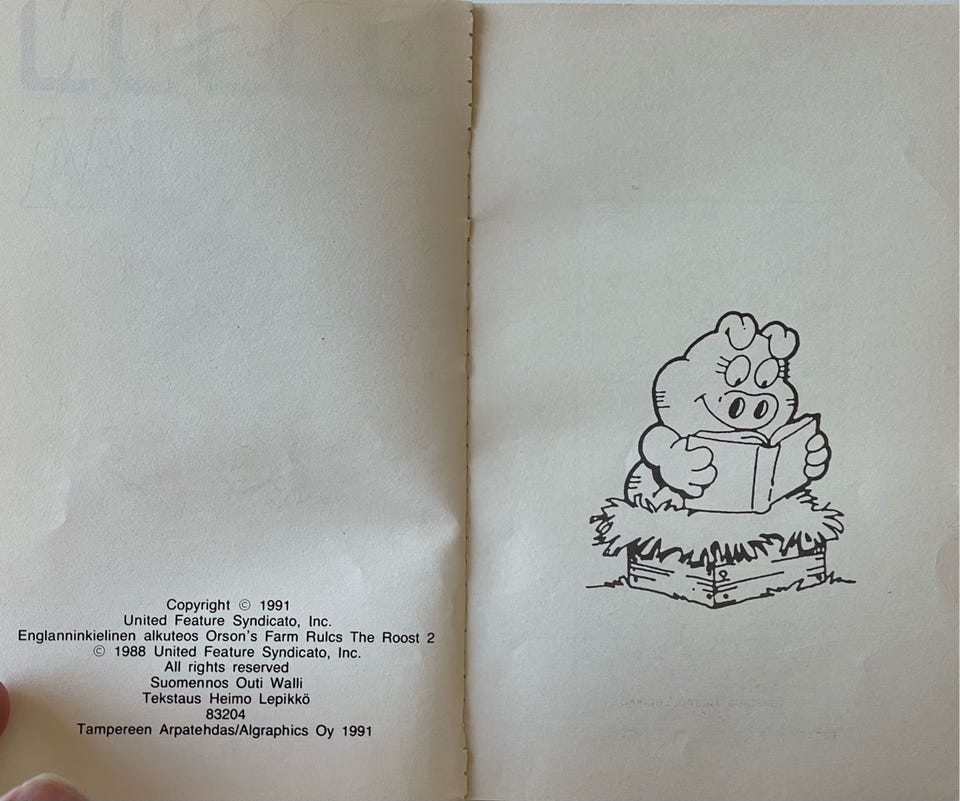 Copyright © 1991
United Feature Syndicato, Inc.
Englanninkielinen alkuteos Orson's Farm Rulcs The Roost 2
© 1988 United Feature Syndicato, Inc.
All rights reserved
Suomennos Outi Walli
Tekstaus Heimo Lepikkö
83204
Tampereen Arpatehdas/Algraphics Oy 1991